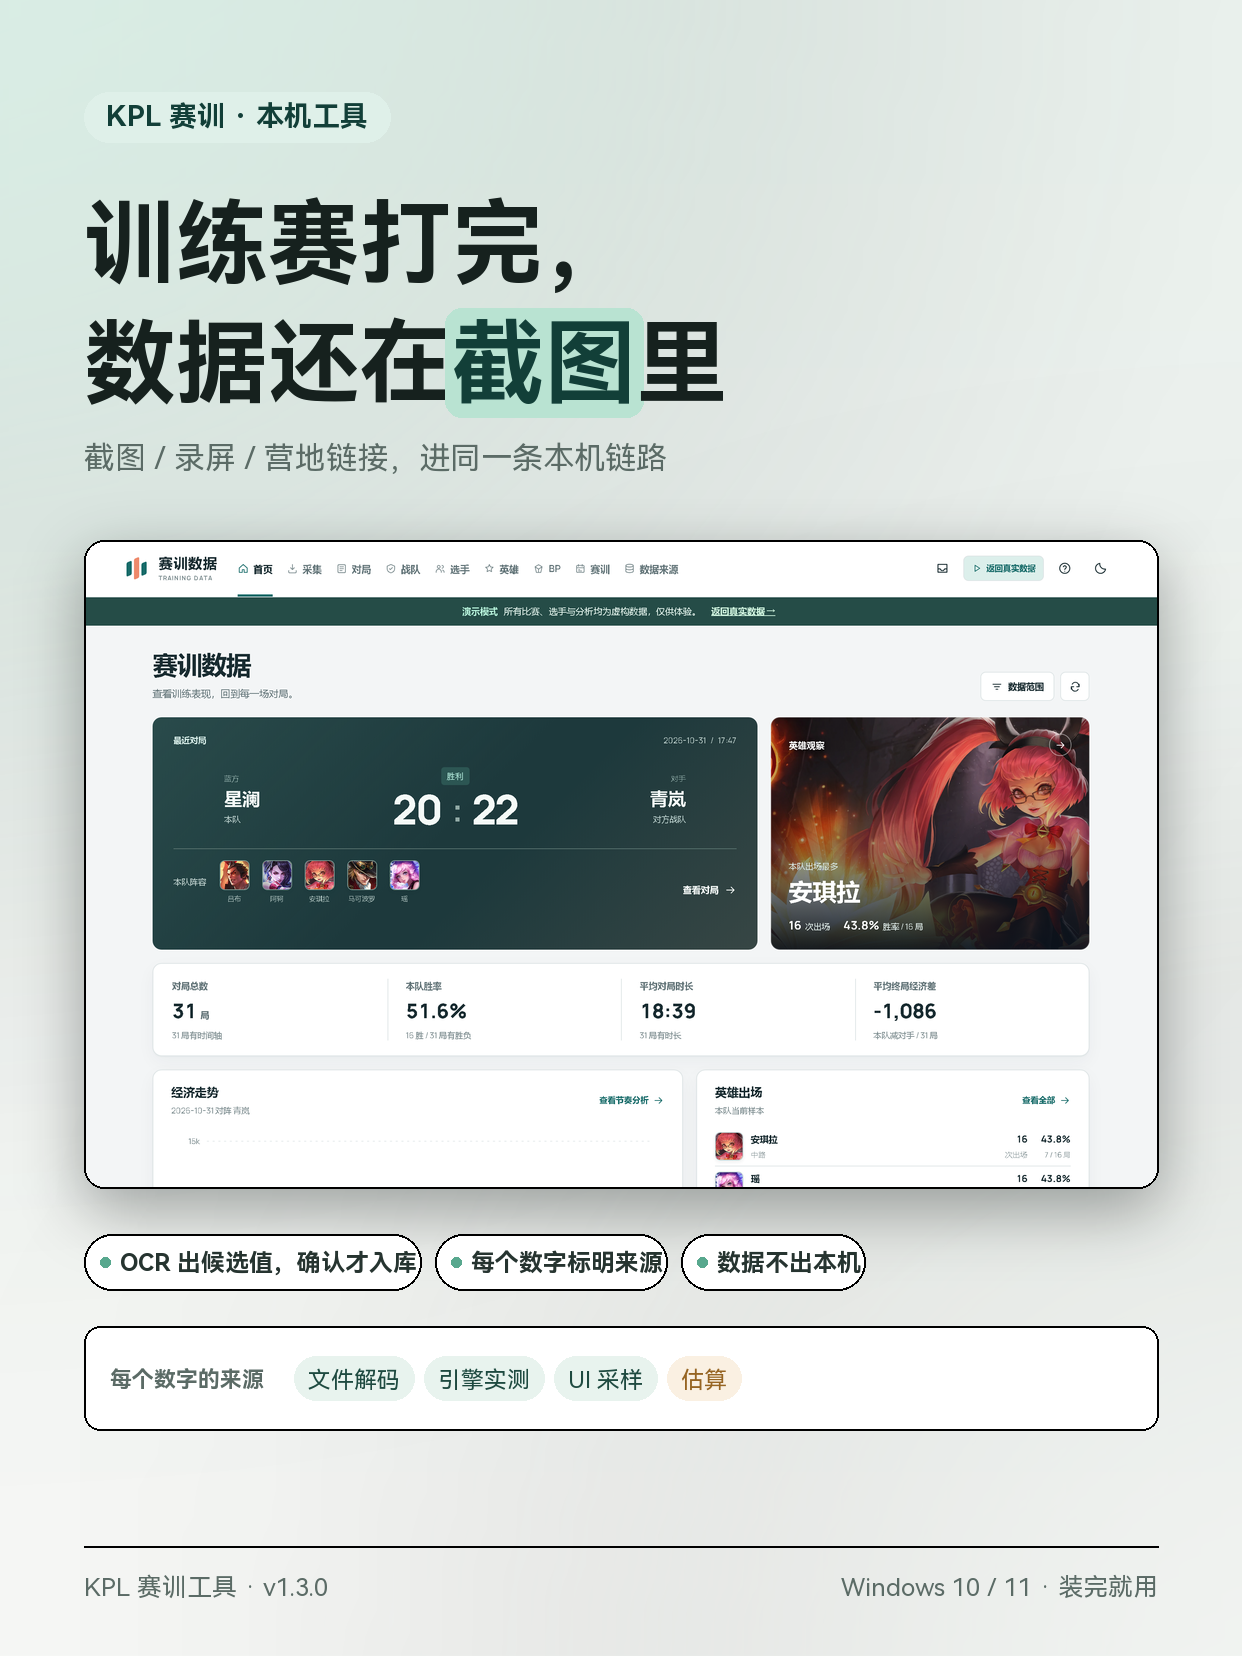 KPL 赛训 · 本机工具
训练赛打完，
数据还在截图里
截图 / 录屏 / 营地链接，进同一条本机链路
赛训数据
TRAINING DATA
首页 采集 对局 战队 选手 英雄 BP 赛训 数据来源
返回真实数据
演示模式 所有比赛、选手与分析均为虚构数据，仅供体验。 返回真实数据→
赛训数据
查看训练表现，回到每一场对局。
数据范围
最近对局
2026-10-31 / 17:47
蓝方
星澜
本队
胜利
20 : 22
对手
青岚
对方战队
本队阵容
吕布 阿轲 安琪拉 马可波罗 瑶
查看对局 →
英雄观察
本队出场最多
安琪拉
16 次出场 43.8% 胜率 / 16 局
对局总数
31 局
31 局有时间轴
本队胜率
51.6%
16 胜 / 31 局有胜负
平均对局时长
18:39
31 局有时长
平均终局经济差
-1,086
本队减对手 / 31 局
经济走势
2026-10-31 对阵 青岚
查看节奏分析 →
15k
英雄出场
本队当前样本
查看全部 →
安琪拉 16 43.8%
中路 次出场 7 / 16 局
瑶 16 43.8%
OCR 出候选值，确认才入库
每个数字标明来源
数据不出本机
每个数字的来源 文件解码 引擎实测 UI 采样 估算
KPL 赛训工具 · v1.3.0
Windows 10 / 11 · 装完就用